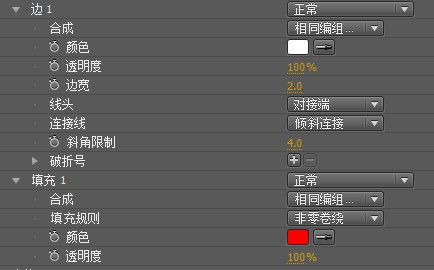 边 1 正常
合成 相同编组...
颜色
透明度 100%
边宽 2.0
线头 对接端
连接线 倾斜连接
斜角限制 4.0
破折号
填充 1 正常
合成 相同编组...
填充规则 非零卷绕
颜色
透明度 100%